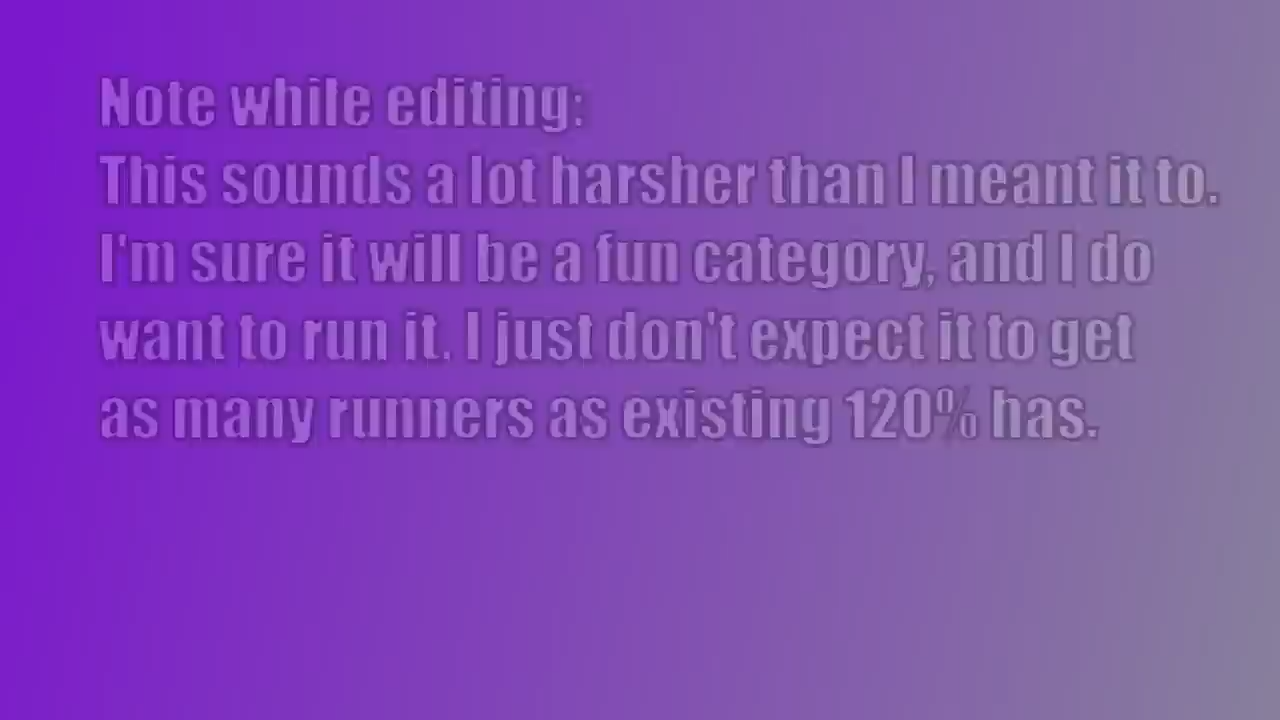 Note while editing:
This sounds a lot harsher than I meant it to.
I'm sure it will be a fun category, and I do
want to run it. I just don't expect it to get
as many runners as existing 120% has.